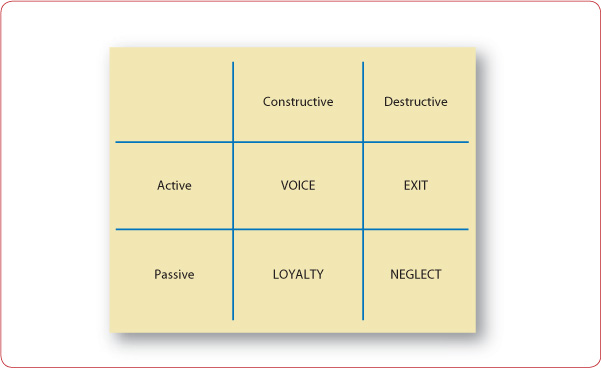 Constructive Destructive
Active VOICE EXIT
Passive LOYALTY NEGLECT